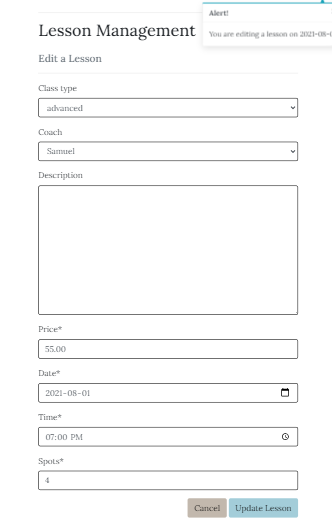 Alert!
You are editing a lesson on 2021-08-
Lesson Management
Edit a Lesson
Class type
advanced
Coach
Samuel
Description
Price*
55.00
Date*
2021-08-01
Time*
07:00 PM
Spots*
4
Cancel Update Lesson